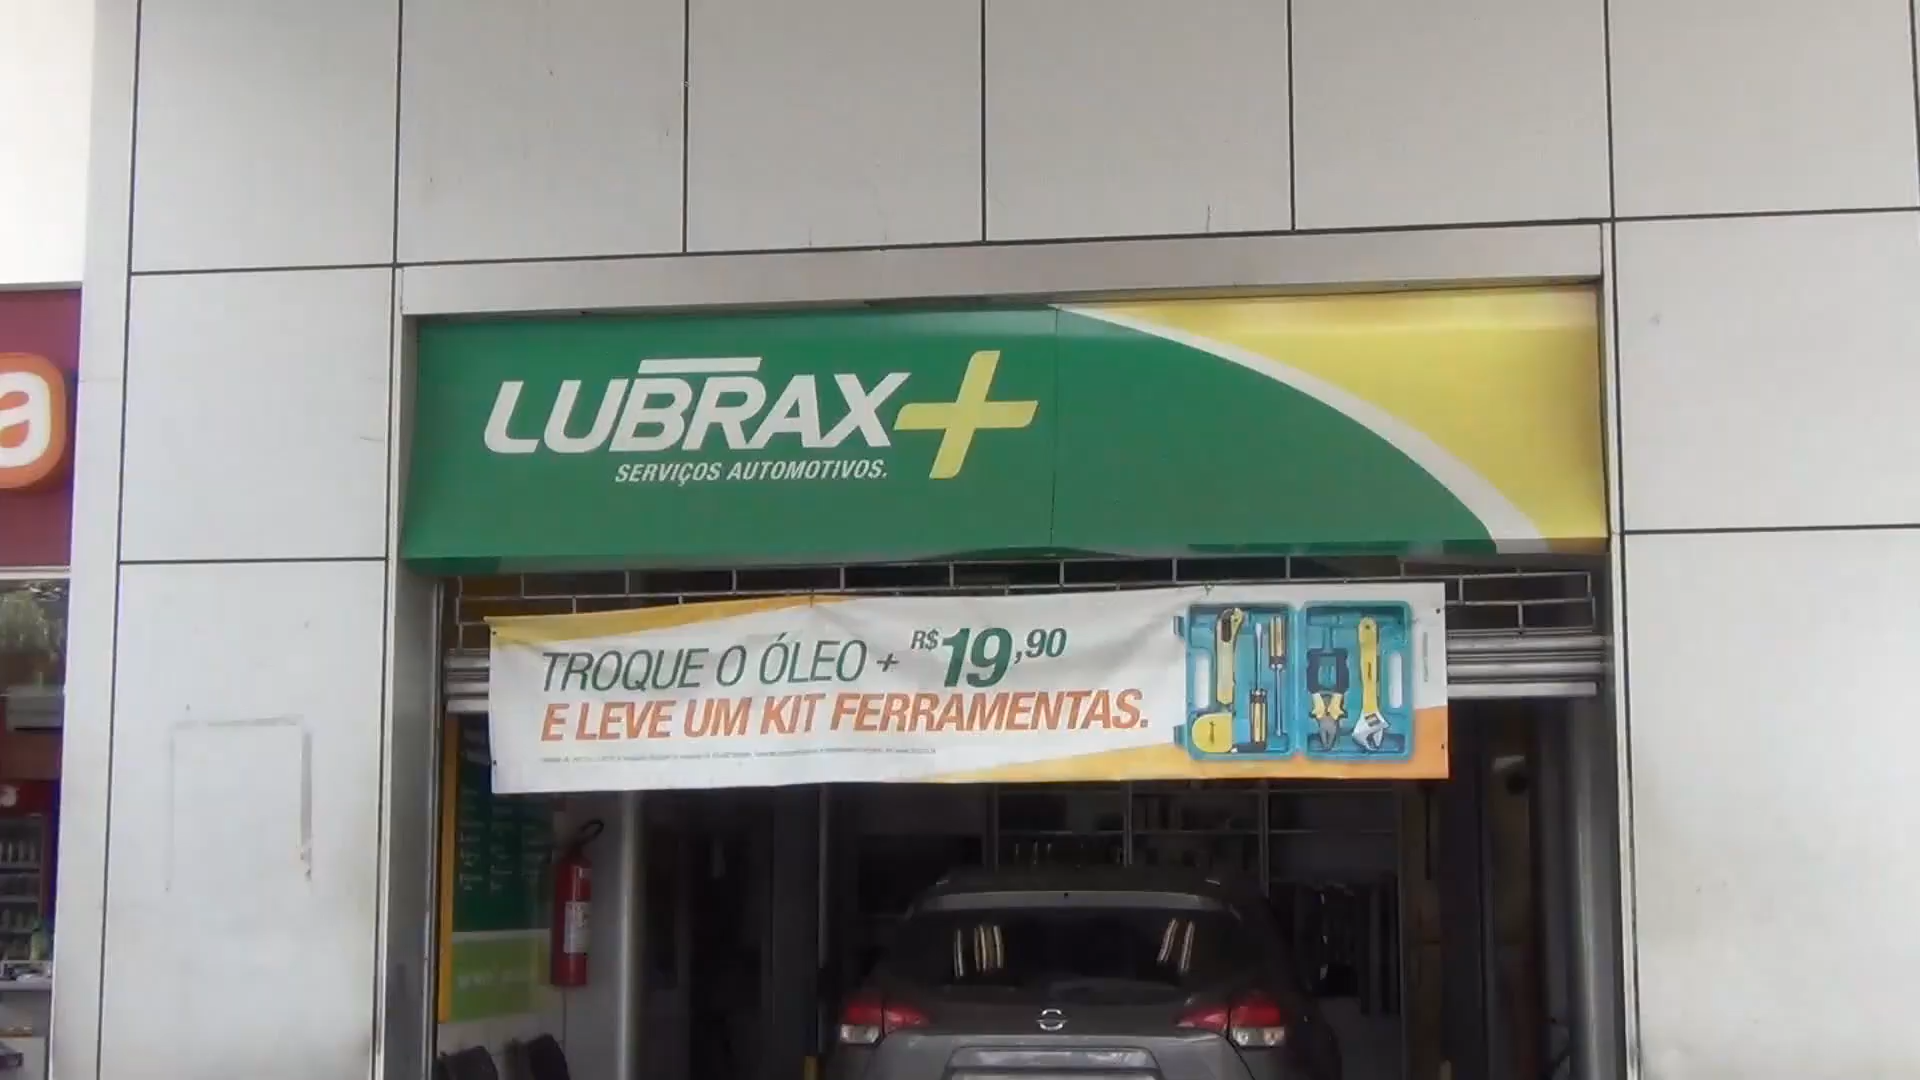 LUBRAX+
SERVIÇOS AUTOMOTIVOS.
TROQUE O ÓLEO + R$19,90
E LEVE UM KIT FERRAMENTAS.
a